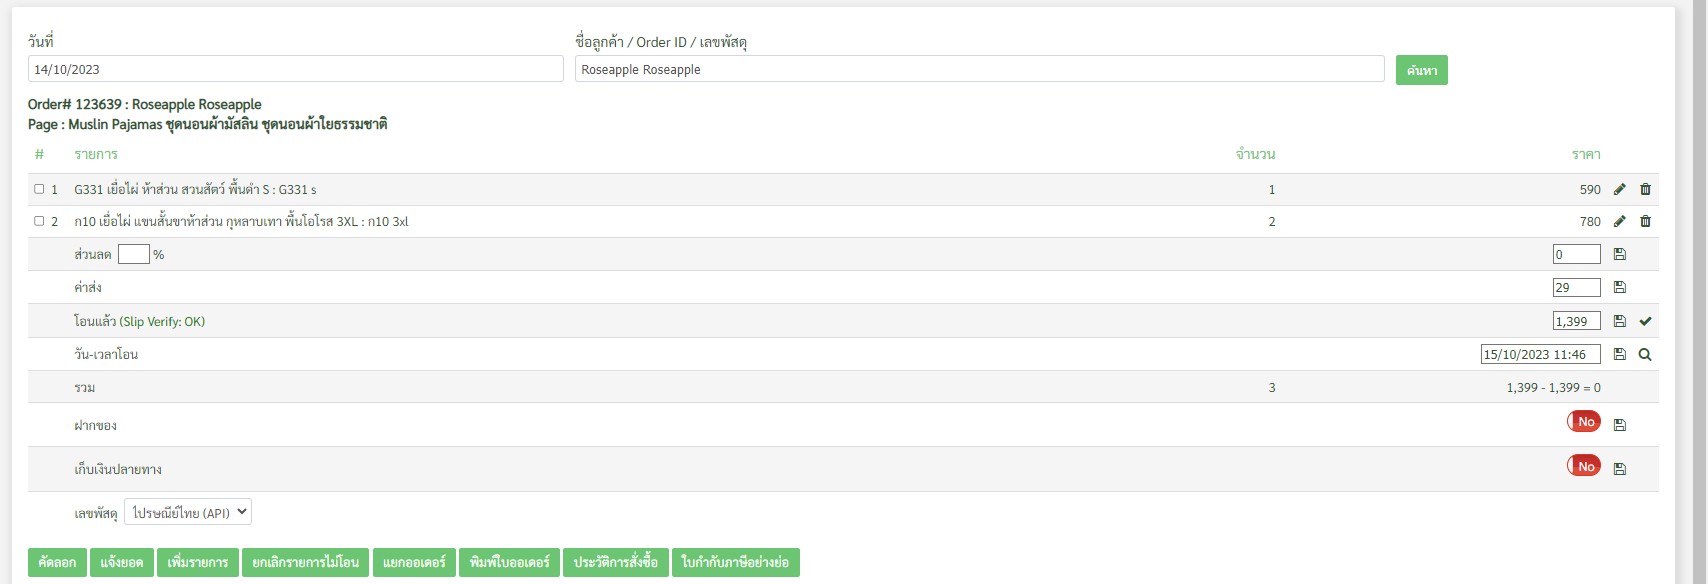 วันที่ ชื่อลูกค้า / Order ID / เลขพัสดุ
14/10/2023 Roseapple Roseapple ค้นหา
Order# 123639 : Roseapple Roseapple
Page : Muslin Pajamas ชุดนอนผ้ามัสลิน ชุดนอนผ้าใยธรรมชาติ
# รายการ จำนวน ราคา
1 G331 เยื่อไผ่ ห้าส่วน สวนสัตว์ พื้นดำ S : G331 s 1 590
2 ก10 เยื่อไผ่ แขนสั้นขาห้าส่วน กุหลาบเทา พื้นโอโรส 3XL : ก10 3xl 2 780
ส่วนลด % 0
ค่าส่ง 29
โอนแล้ว (Slip Verify: OK) 1,399
วัน-เวลาโอน 15/10/2023 11:46
รวม 3 1,399 - 1,399 = 0
ฝากของ No
เก็บเงินปลายทาง No
เลขพัสดุ ไปรษณีย์ไทย (API)
คัดลอก แจ้งยอด เพิ่มรายการ ยกเลิกรายการไม่โอน แยกออเดอร์ พิมพ์ใบออเดอร์ ประวัติการสั่งซื้อ ใบกำกับภาษีอย่างย่อ